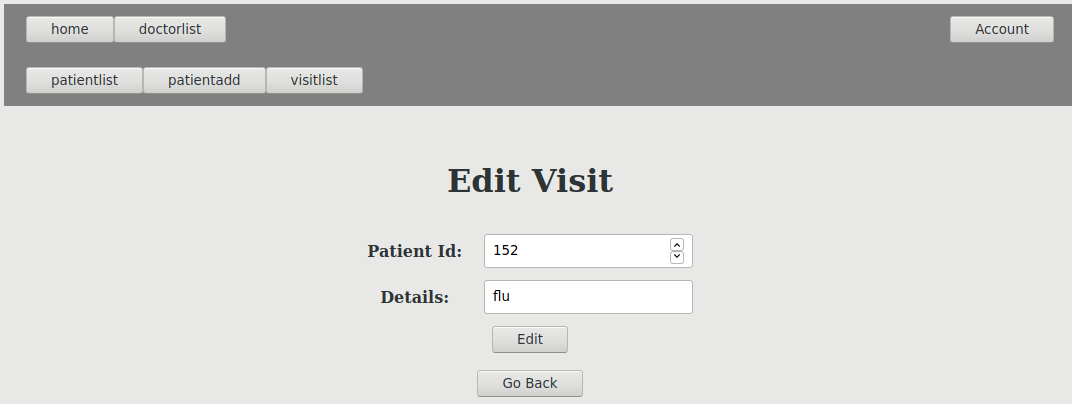 home doctorlist Account
patientlist patientadd visitlist
Edit Visit
Patient Id: 152
Details: flu
Edit
Go Back